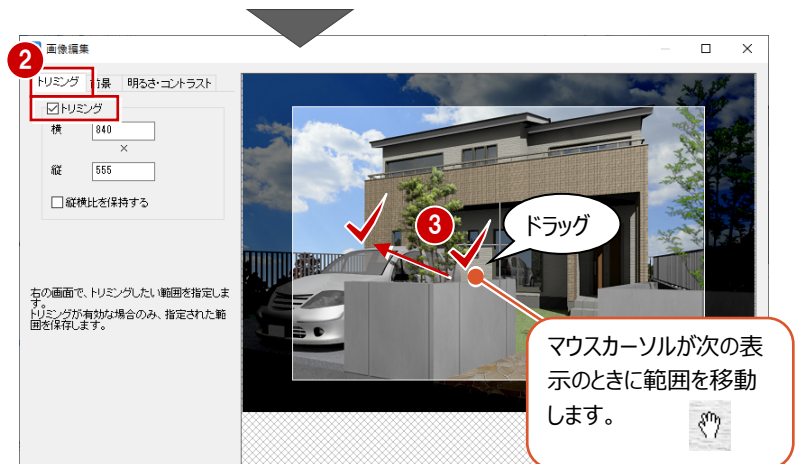 画像編集
2
トリミング 前景 明るさ・コントラスト
トリミング
横 840
×
縦 555
縦横比を保持する
右の画面で、トリミングしたい範囲を指定しま
す。
トリミングが有効な場合のみ、指定された範
囲を保存します。
3
ドラッグ
マウスカーソルが次の表
示のときに範囲を移動
します。